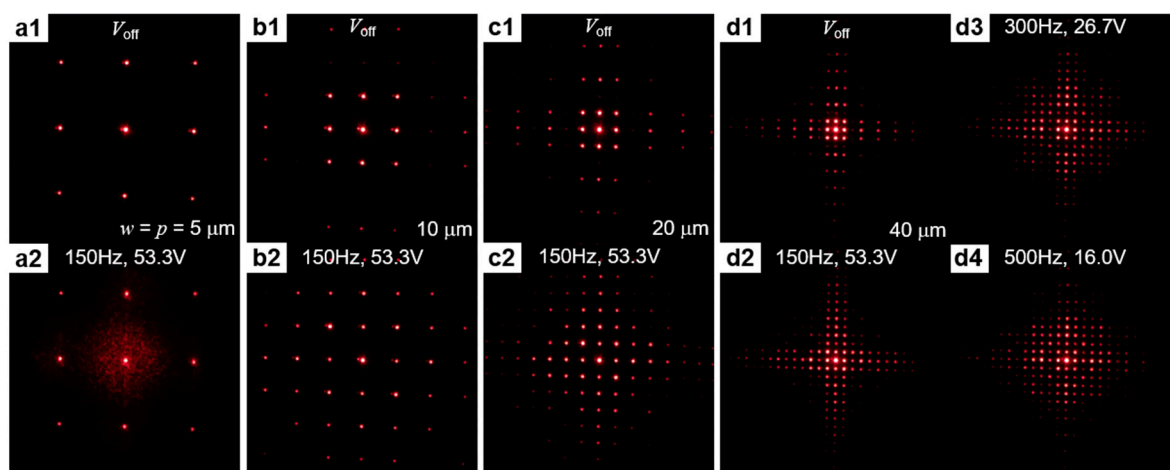 a1
V_off
w = p = 5 µm
b1
V_off
10 µm
c1
V_off
20 µm
d1
V_off
40 µm
d3
300Hz, 26.7V
a2
150Hz, 53.3V
b2
150Hz, 53.3V
c2
150Hz, 53.3V
d2
150Hz, 53.3V
d4
500Hz, 16.0V